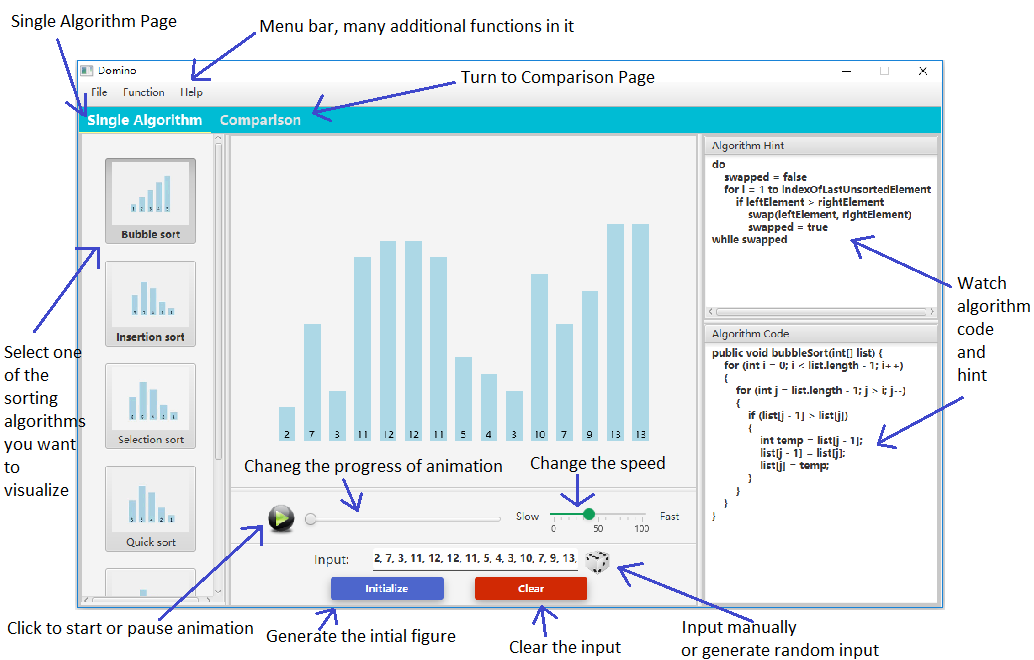 Single Algorithm Page
Menu bar, many additional functions in it
Domino
File Function Help
Turn to Comparison Page
Single Algorithm Comparison
Bubble sort
Insertion sort
Selection sort
Quick sort
Select one
of the
sorting
algorithms
you want
to
visualize
2 7 3 11 12 12 11 5 4 3 10 7 9 13 13
Chaneg the progress of animation
Change the speed
Slow
0 50 100
Fast
Input:
2, 7, 3, 11, 12, 12, 11, 5, 4, 3, 10, 7, 9, 13,
Initialize
Clear
Algorithm Hint
do
swapped = false
for i = 1 to indexOfLastUnsortedElement
if leftElement > rightElement
swap(leftElement, rightElement)
swapped = true
while swapped
Algorithm Code
public void bubbleSort(int[] list) {
for (int i = 0; i < list.length - 1; i++)
{
for (int j = list.length - 1; j > i; j--)
{
if (list[j - 1] > list[j])
{
int temp = list[j - 1];
list[j - 1] = list[j];
list[j] = temp;
}
}
}
}
Watch
algorithm
code
and
hint
Click to start or pause animation
Generate the intial figure
Clear the input
Input manually
or generate random input